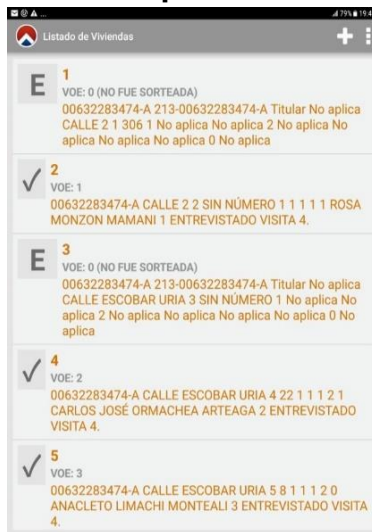 79% 19:4
Listado de Viviendas
E
1
VOE: 0 (NO FUE SORTEADA)
00632283474-A 213-00632283474-A Titular No aplica
CALLE 2 1 306 1 No aplica No aplica 2 No aplica No
aplica No aplica No aplica 0 No aplica
2
VOE: 1
00632283474-A CALLE 2 2 SIN NÚMERO 1 1 1 1 1 ROSA
MONZON MAMANI 1 ENTREVISTADO VISITA 4.
E
3
VOE: 0 (NO FUE SORTEADA)
00632283474-A 213-00632283474-A Titular No aplica
CALLE ESCOBAR URIA 3 SIN NÚMERO 1 No aplica No
aplica 2 No aplica No aplica No aplica No aplica 0 No
aplica
4
VOE: 2
00632283474-A CALLE ESCOBAR URIA 4 22 1 1 1 2 1
CARLOS JOSÉ ORMACHEA ARTEAGA 2 ENTREVISTADO
VISITA 4.
5
VOE: 3
00632283474-A CALLE ESCOBAR URIA 5 8 1 1 1 2 0
ANACLETO LIMACHI MONTEALI 3 ENTREVISTADO VISITA
4.